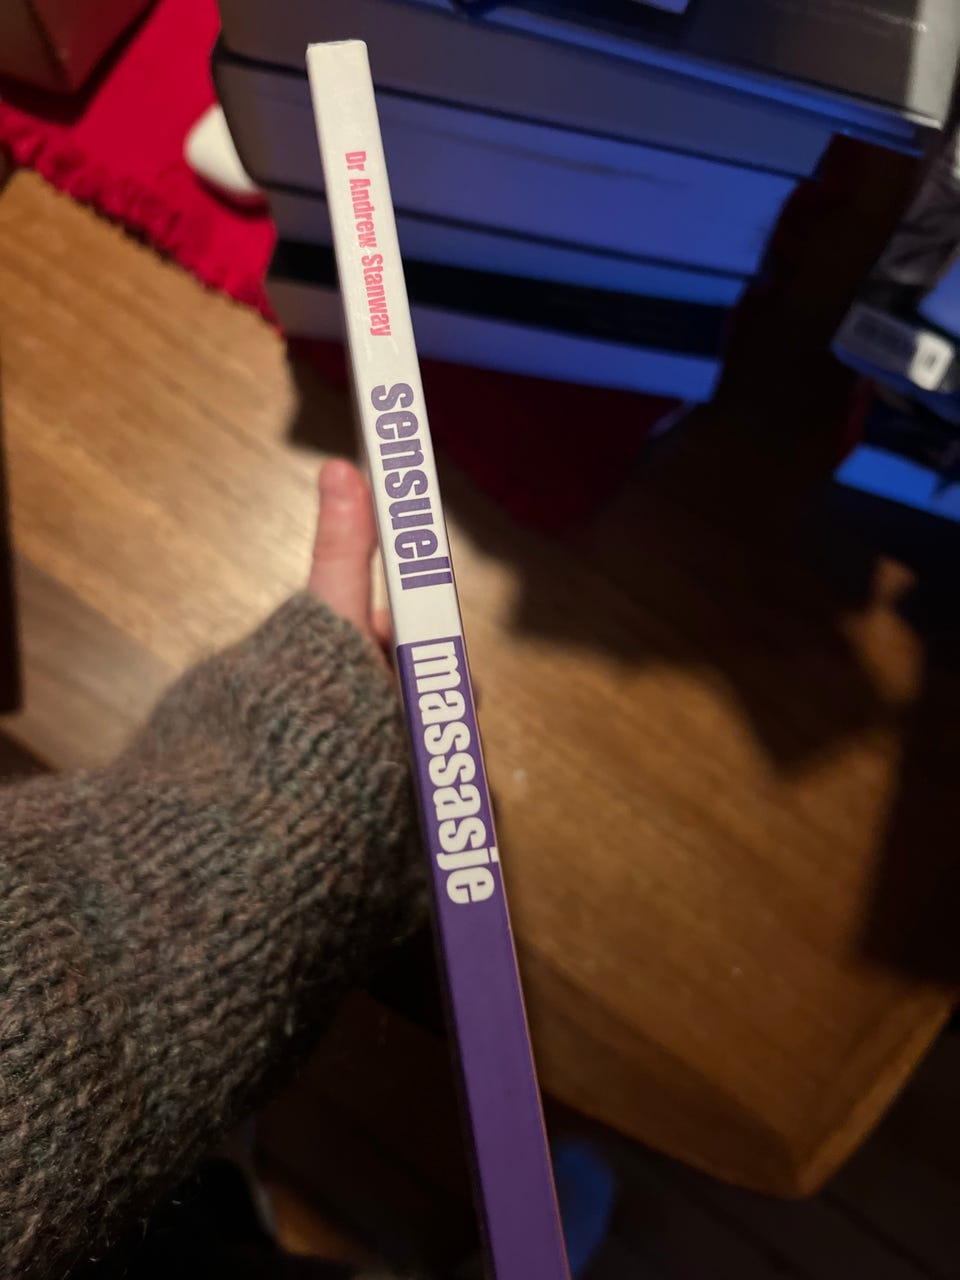 Dr Andrew Stanway
sensuell
massasje